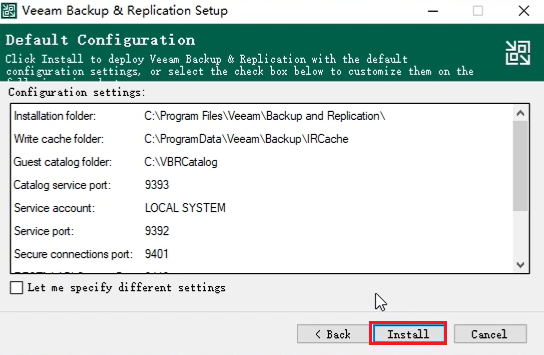 Veeam Backup & Replication Setup
Default Configuration
Click Install to deploy Veeam Backup & Replication with the default
configuration settings, or select the check box below to customize them on the
Configuration settings:
Installation folder: C:\Program Files\Veeam\Backup and Replication\
Write cache folder: C:\ProgramData\Veeam\Backup\IRCache
Guest catalog folder: C:\VBRCatalog
Catalog service port: 9393
Service account: LOCAL SYSTEM
Service port: 9392
Secure connections port: 9401
Let me specify different settings
< Back Install Cancel